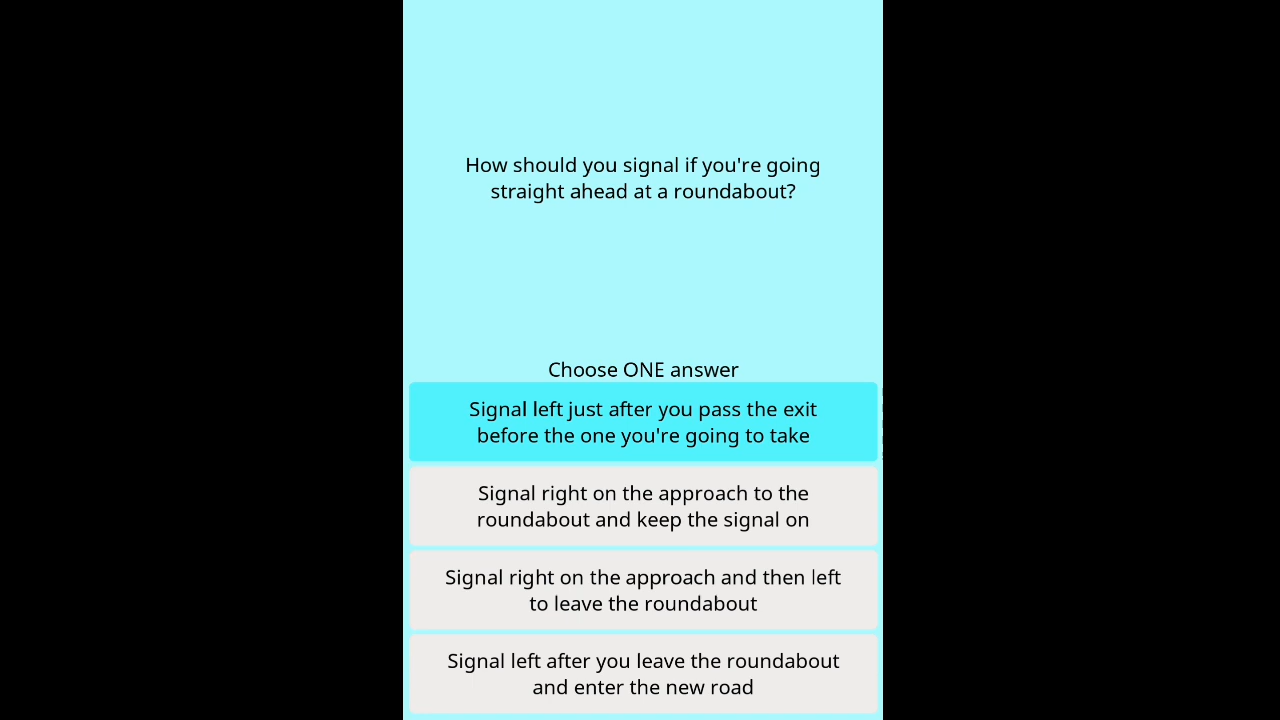 How should you signal if you're going
straight ahead at a roundabout?
Choose ONE answer
Signal left just after you pass the exit
before the one you're going to take
Signal right on the approach to the
roundabout and keep the signal on
Signal right on the approach and then left
to leave the roundabout
Signal left after you leave the roundabout
and enter the new road